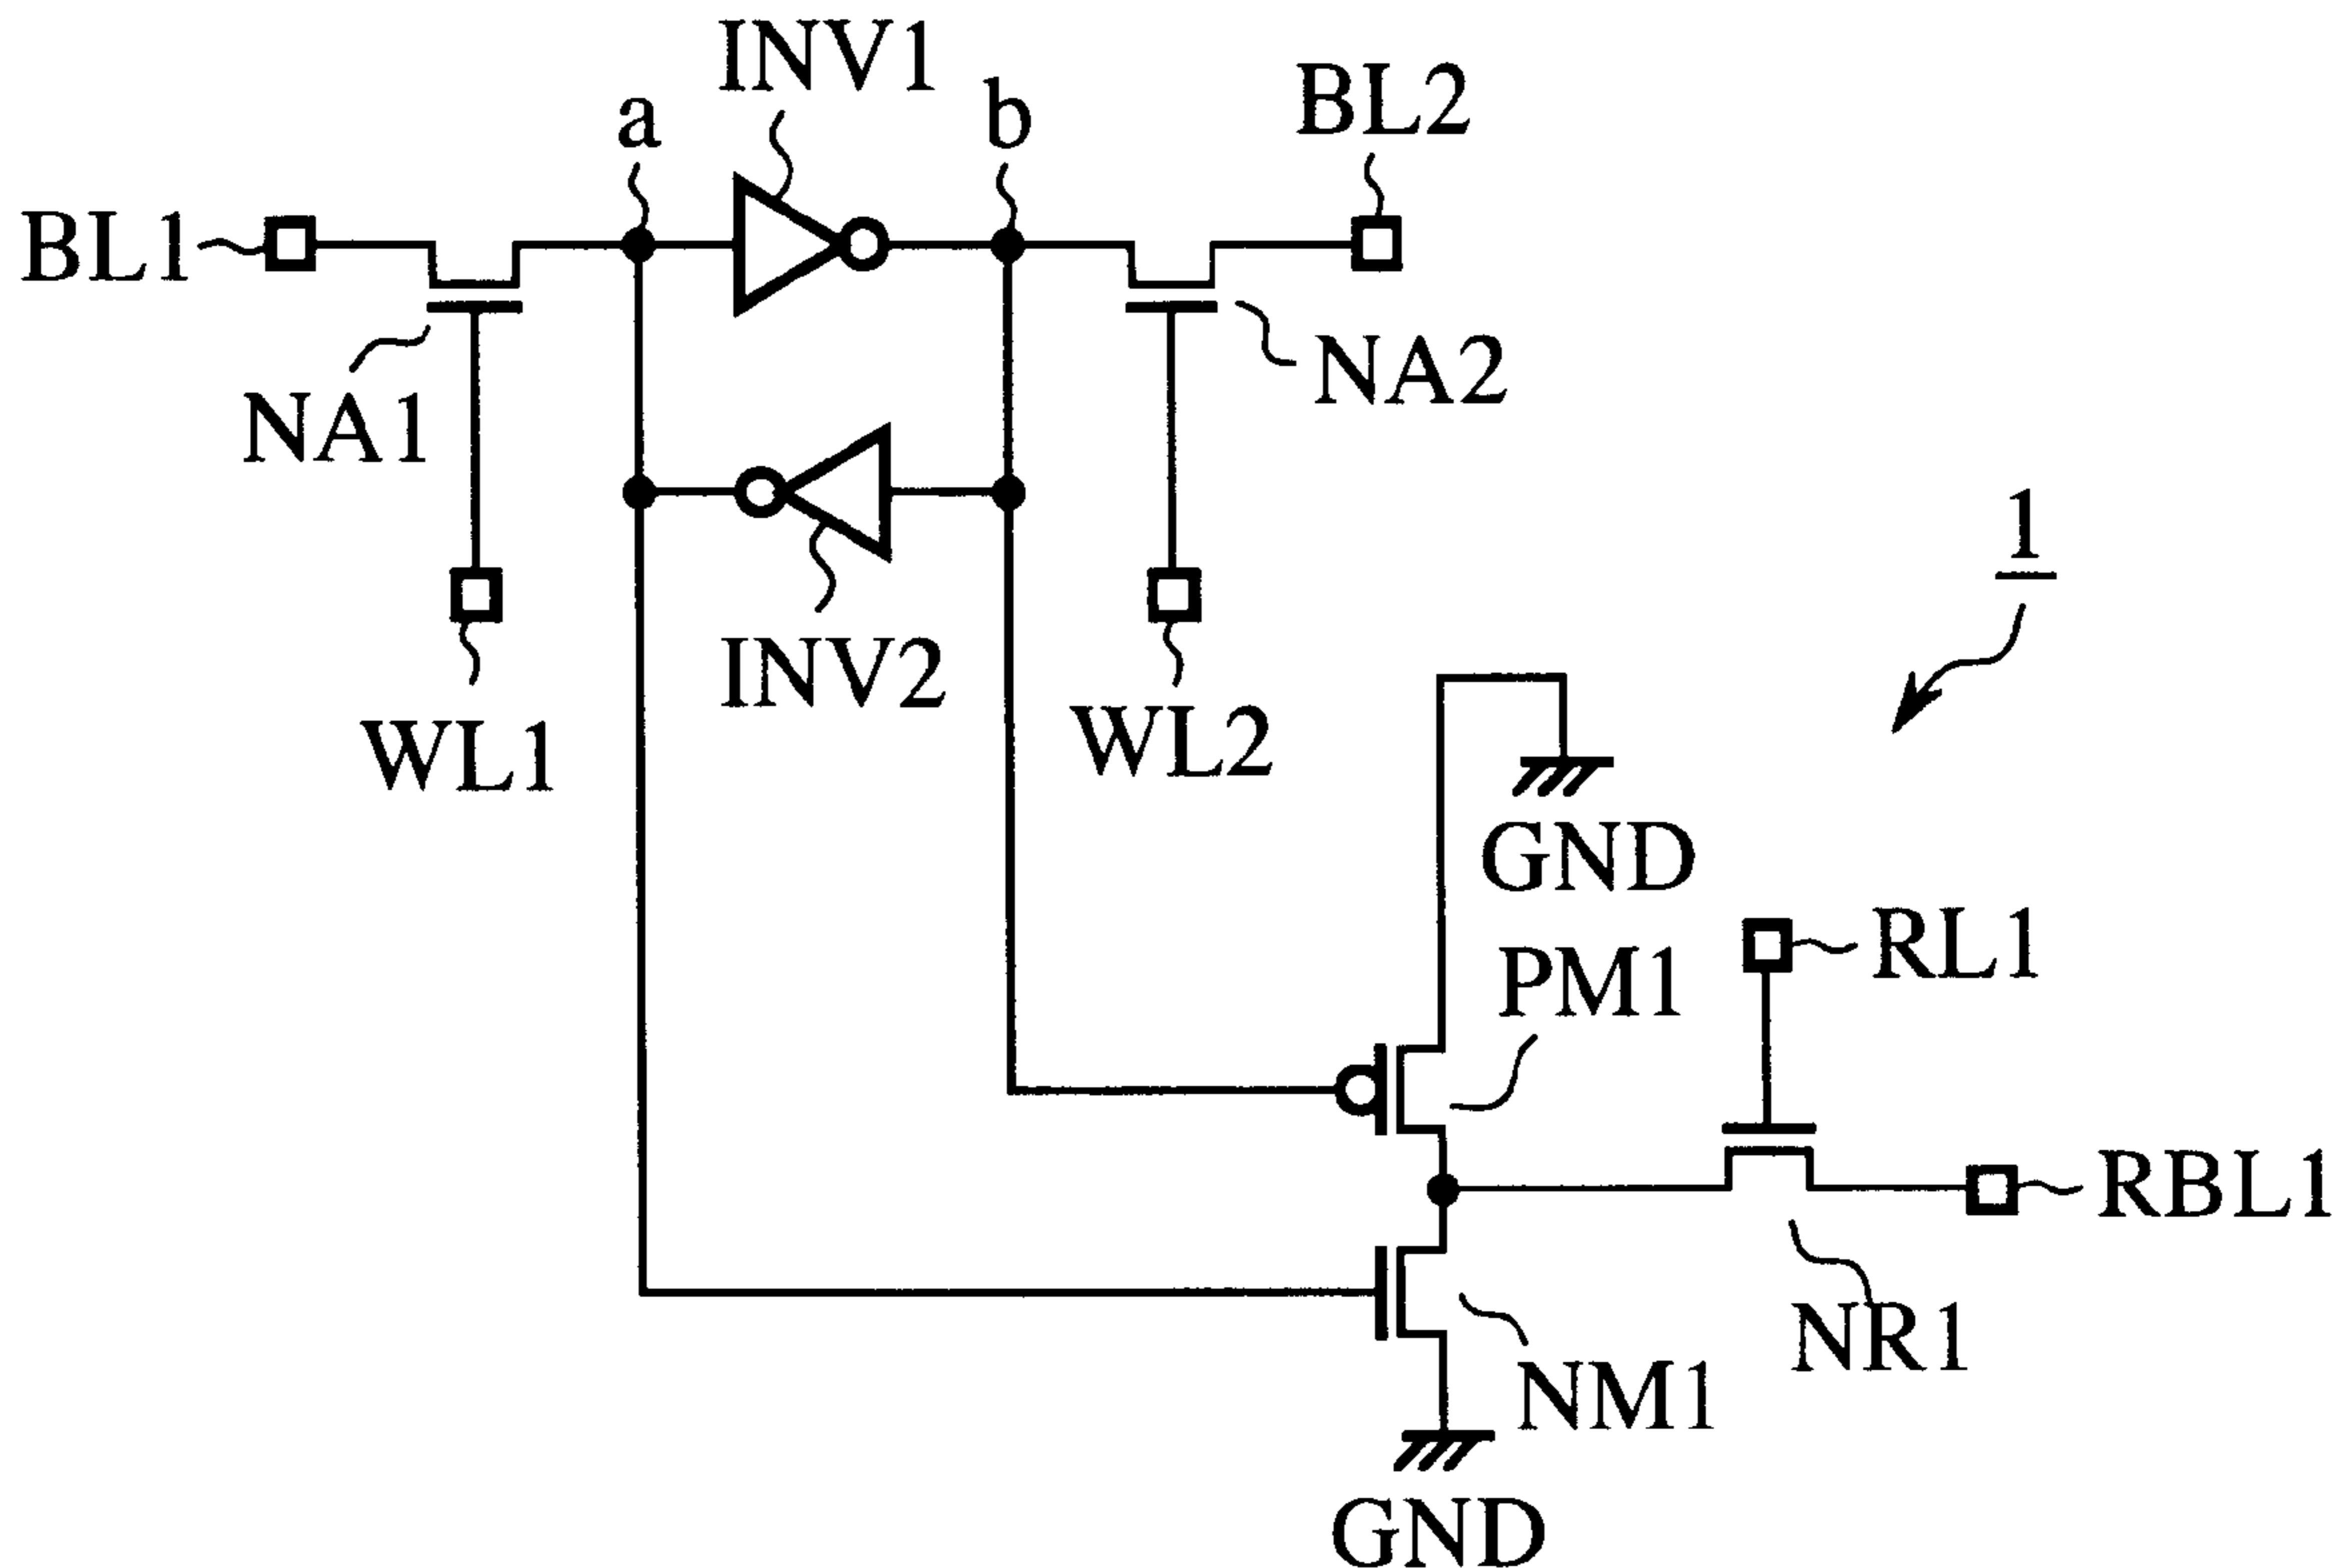 INV1
a
b
BL2
BL1
NA1
NA2
INV2
WL1
WL2
1
GND
RL1
PM1
RBL1
NR1
NM1
GND